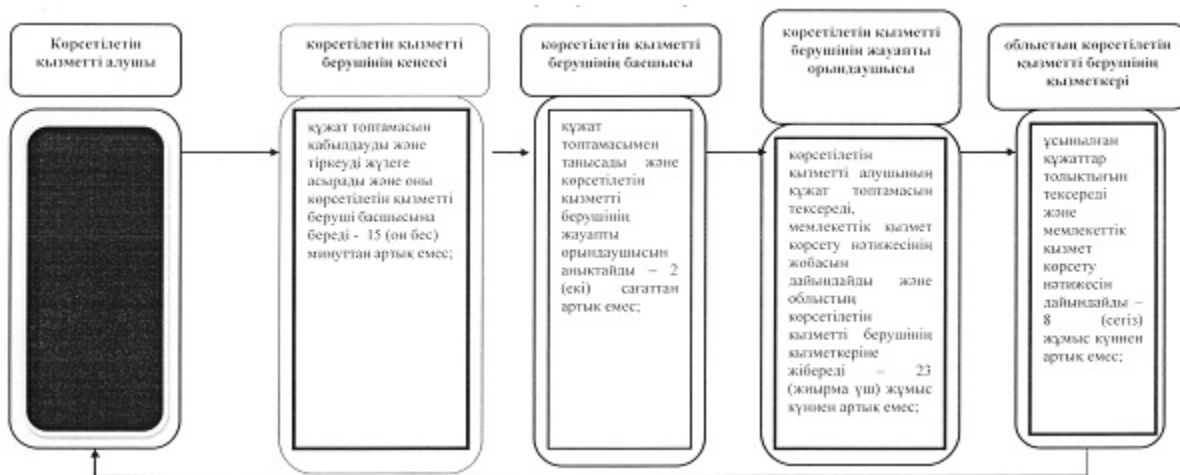 Көрсетілетін
қызметті алушы
көрсетілетін қызметті
берушінің кеңсесі
құжат топтамасын
қабылдауды және
тіркеуді жүзеге
асырады және оны
көрсетілетін қызметті
беруші басшысына
береді - 15 (он бес)
минуттан артық емес;
көрсетілетін қызметті
берушінің басшысы
құжат
топтамасымен
танысады және
көрсетілетін
қызметті
берушінің
жауапты
орындаушысын
анықтайды – 2
(екі) сағаттан
артық емес;
көрсетілетін қызметті
берушінің жауапты
орындаушысы
көрсетілетін
қызметті алушының
құжат топтамасын
тексереді,
мемлекеттік қызмет
көрсету нәтижесінің
жобасын
дайындайды және
облыстың
көрсетілетін
қызметті берушінің
қызметкеріне
жібереді – 23
(жиырма үш) жұмыс
күннен артық емес;
облыстың көрсетілетін
қызметті берушінің
қызметкері
ұсынылған
құжаттар
толықтығын
тексереді
және
мемлекеттік
қызмет
көрсету
нәтижесін
дайындайды –
8 (сегіз)
жұмыс күннен
артық емес;